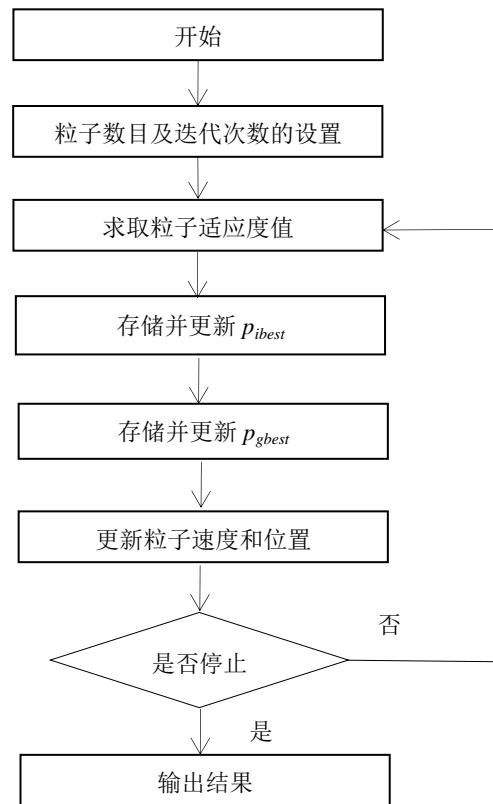 开始
粒子数目及迭代次数的设置
求取粒子适应度值
存储并更新 pibest
存储并更新 pgbest
更新粒子速度和位置
否
是否停止
是
输出结果